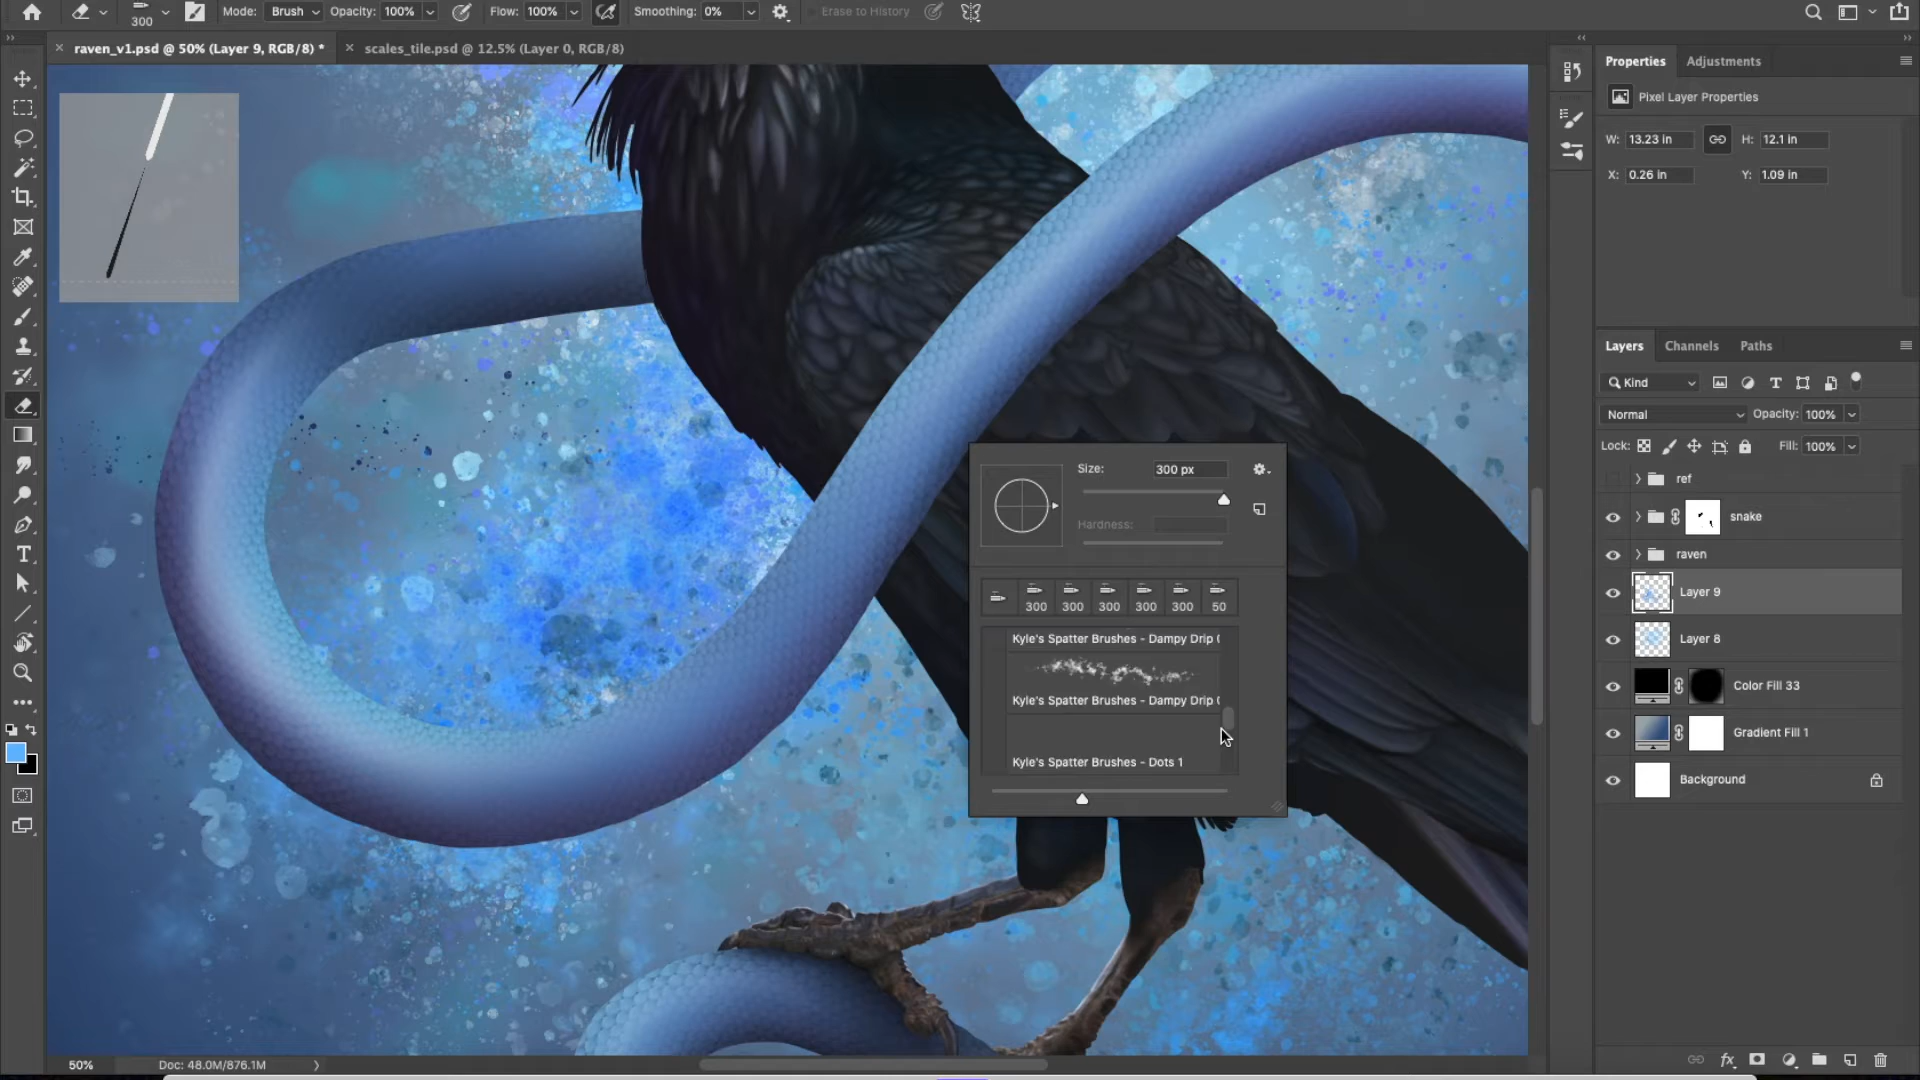 300
Mode:
Brush
Opacity:
100%
Flow:
100%
Smoothing:
0%
Erase to History
raven_v1.psd @ 50% (Layer 9, RGB/8) *
scales_tile.psd @ 12.5% (Layer 0, RGB/8)
Properties
Adjustments
Pixel Layer Properties
W:
13.23 in
H:
12.1 in
X:
0.26 in
Y:
1.09 in
Layers
Channels
Paths
Kind
Normal
Opacity:
100%
Lock:
Fill:
100%
ref
snake
raven
Layer 9
Layer 8
Color Fill 33
Gradient Fill 1
Background
Size:
300 px
Hardness:
300
300
300
300
300
50
Kyle's Spatter Brushes - Dampy Drip
Kyle's Spatter Brushes - Dampy Drip
Kyle's Spatter Brushes - Dots 1
50%
Doc: 48.0M/876.1M